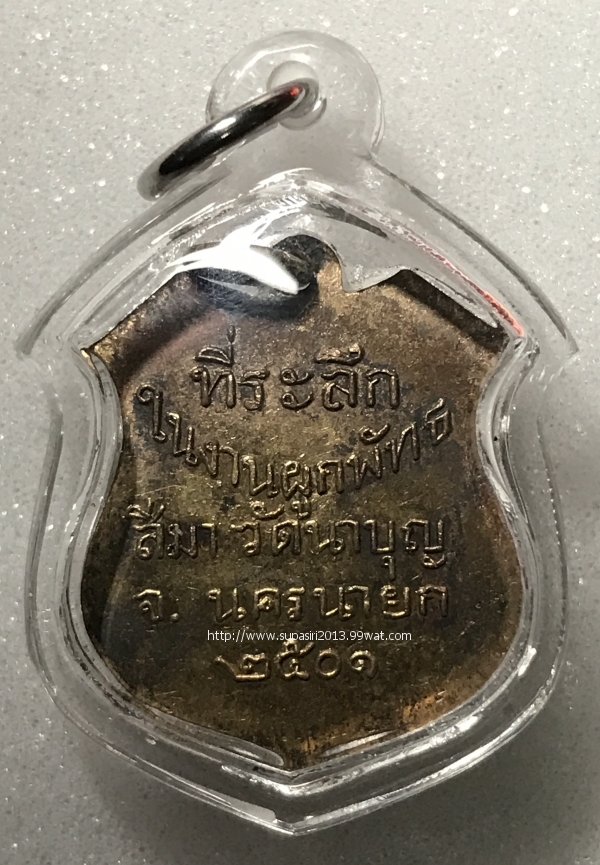 ที่ระลึก
ในงานผูกพัทธ
สีมา วัดนาบุญ
จ. นครนายก
http://www.supasiri2013.99wat.com
๒๕๐๑